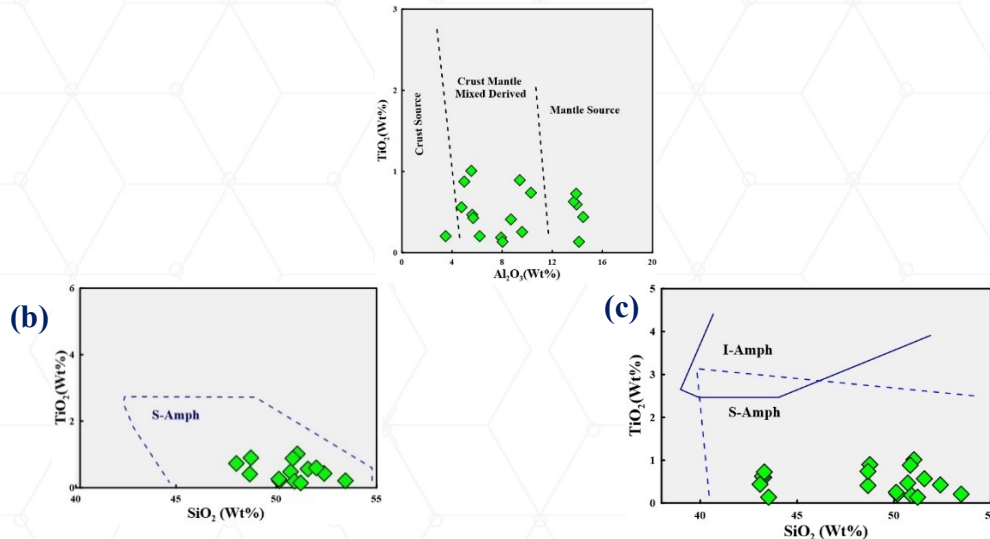 3
2
1
0
TiO₂(Wt%)
Crust Source
Crust Mantle
Mixed Derived
Mantle Source
0
4
8
12
16
20
Al₂O₃(Wt%)
(b)
6
4
2
0
TiO₂(Wt%)
S-Amph
40
45
50
55
SiO₂ (Wt%)
(c)
5
4
3
2
1
0
TiO₂(Wt%)
I-Amph
S-Amph
40
45
50
SiO₂ (Wt%)